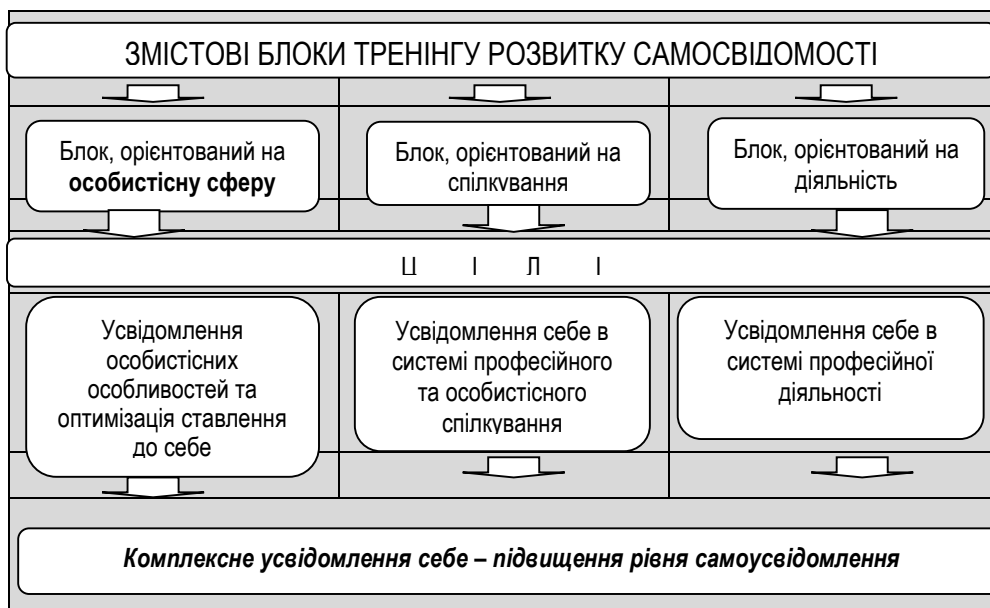 ЗМІСТОВІ БЛОКИ ТРЕНІНГУ РОЗВИТКУ САМОСВІДОМОСТІ
Блок, орієнтований на
особистісну сферу
Блок, орієнтований на
спілкування
Блок, орієнтований на
діяльність
Ц І Л І
Усвідомлення
особистісних
особливостей та
оптимізація ставлення
до себе
Усвідомлення себе в
системі професійного
та особистісного
спілкування
Усвідомлення себе в
системі професійної
діяльності
Комплексне усвідомлення себе – підвищення рівня самоусвідомлення